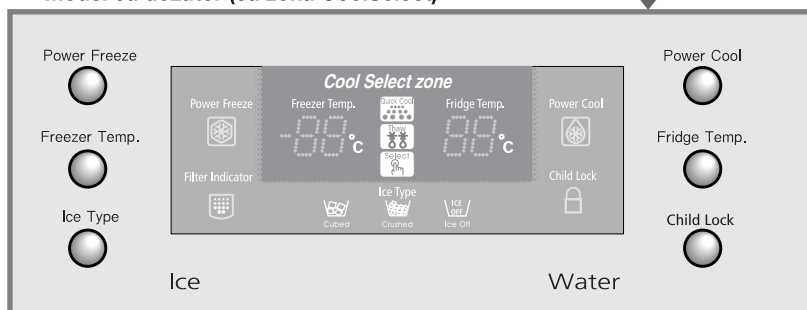 Model cu dozator (cu zona CoolSelect)
Power Freeze
Freezer Temp.
Ice Type
Cool Select zone
Power Freeze
Freezer Temp.
Quick Cool
Fridge Temp.
Power Cool
-88°C
Thaw
88°C
Select
Filter Indicator
Child Lock
Ice Type
ICE OFF
Cubed
Crushed
Ice Off
Power Cool
Fridge Temp.
Child Lock
Ice
Water